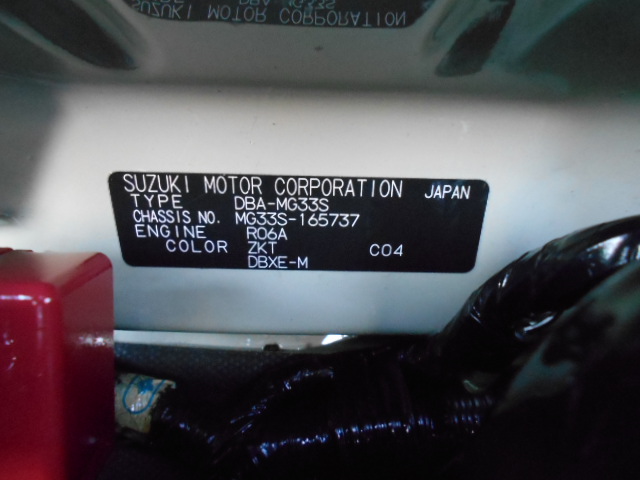 SUZUKI MOTOR CORPORATION JAPAN
TYPE DBA-MG33S
CHASSIS NO. MG33S-165737
ENGINE R06A
COLOR ZKT C04
DBXE-M